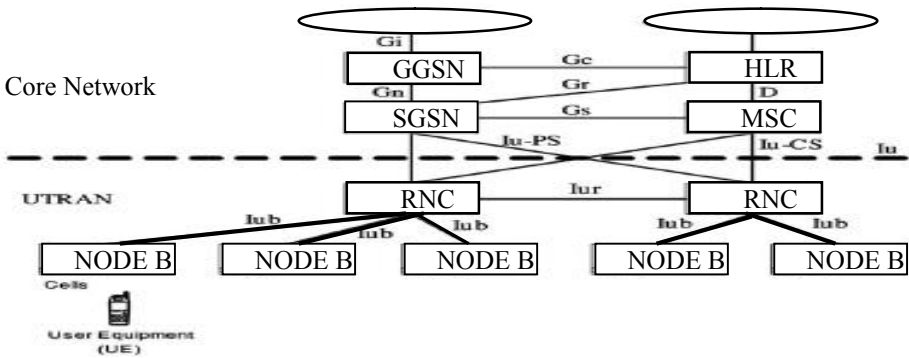 Gi
GGSN Gc HLR
Core Network
Gn Gr D
SGSN Gs MSC
Iu-PS Iu-CS Iu
UTRAN
RNC Iur RNC
Iub Iub Iub Iub Iub
NODE B NODE B NODE B NODE B NODE B
Cells
User Equipment
(UE)